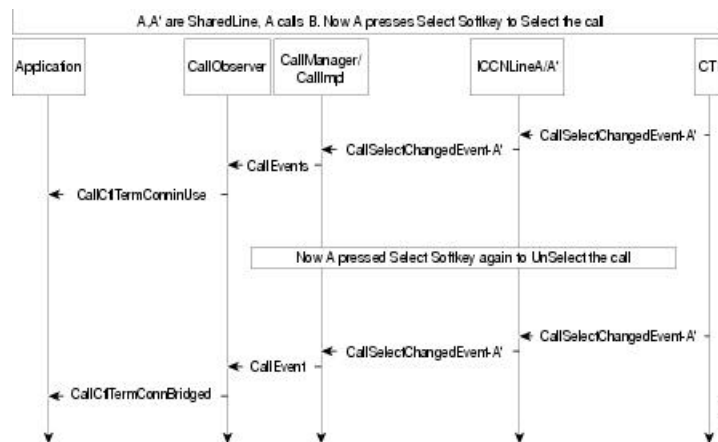 A,A' are SharedLine, A calls B. Now A presses Select Softkey to Select the call
Application
CallObserver
CallManager/
CallImpl
ICCNLineA/A'
CT
CallSelectChangedEvent-A'
CallSelectChangedEvent-A'
CallEvents
CallCtlTermConnInUse
Now A pressed Select Softkey again to UnSelect the call
CallSelectChangedEvent-A'
CallSelectChangedEvent-A'
CallEvent
CallCtlTermConnBridged